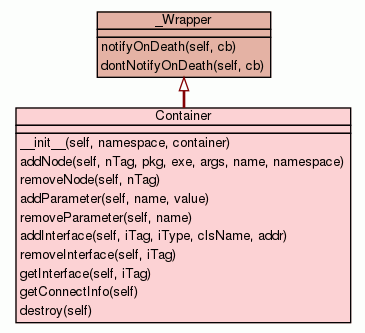 _Wrapper
notifyOnDeath(self, cb)
dontNotifyOnDeath(self, cb)
Container
__init__(self, namespace, container)
addNode(self, nTag, pkg, exe, args, name, namespace)
removeNode(self, nTag)
addParameter(self, name, value)
removeParameter(self, name)
addInterface(self, iTag, iType, clsName, addr)
removeInterface(self, iTag)
getInterface(self, iTag)
getConnectInfo(self)
destroy(self)